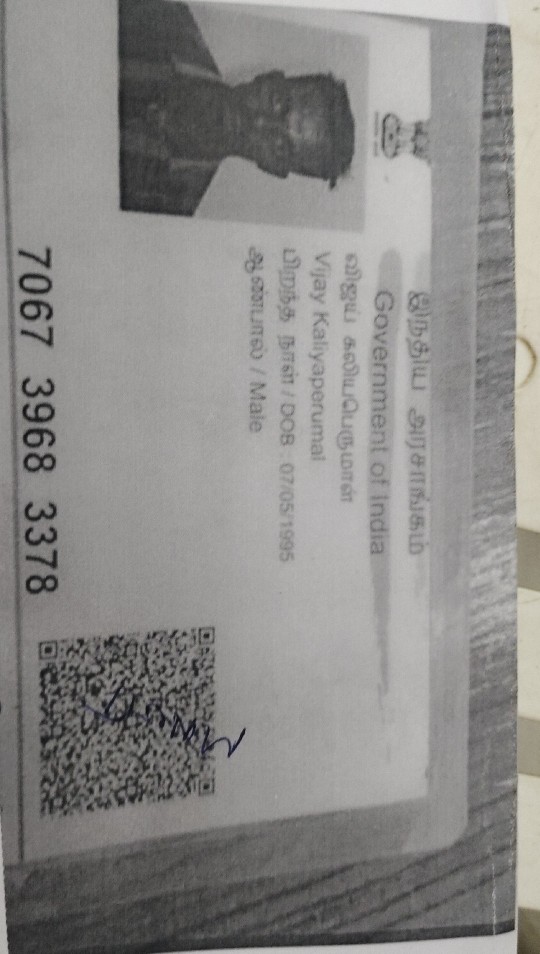 இந்திய அரசாங்கம்
Government of India
விஜய் கலியபெருமாள்
Vijay Kaliyaperumal
பிறந்த நாள் / DOB : 07/05/1995
ஆண்பால் / Male
7067 3968 3378